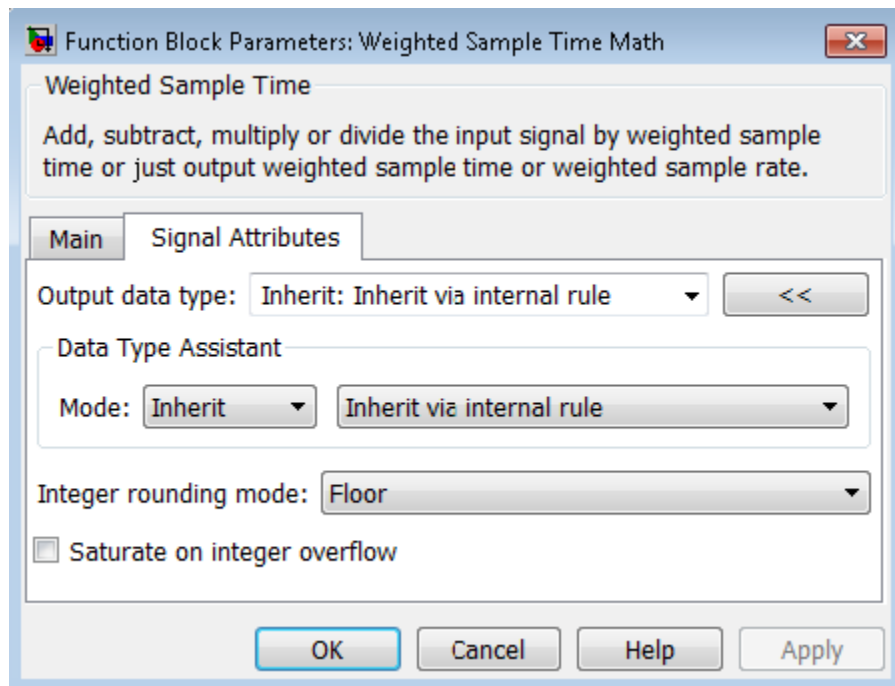 Function Block Parameters: Weighted Sample Time Math
Weighted Sample Time
Add, subtract, multiply or divide the input signal by weighted sample
time or just output weighted sample time or weighted sample rate.
Main Signal Attributes
Output data type: Inherit: Inherit via internal rule <<
Data Type Assistant
Mode: Inherit Inherit via internal rule
Integer rounding mode: Floor
Saturate on integer overflow
OK Cancel Help Apply